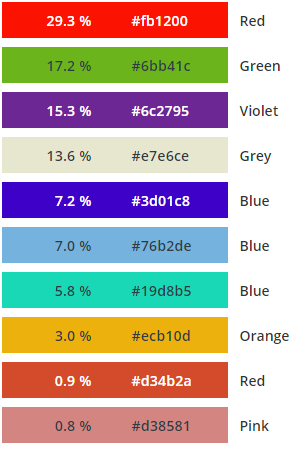 29.3 % #fb1200 Red
17.2 % #6bb41c Green
15.3 % #6c2795 Violet
13.6 % #e7e6ce Grey
7.2 % #3d01c8 Blue
7.0 % #76b2de Blue
5.8 % #19d8b5 Blue
3.0 % #ecb10d Orange
0.9 % #d34b2a Red
0.8 % #d38581 Pink